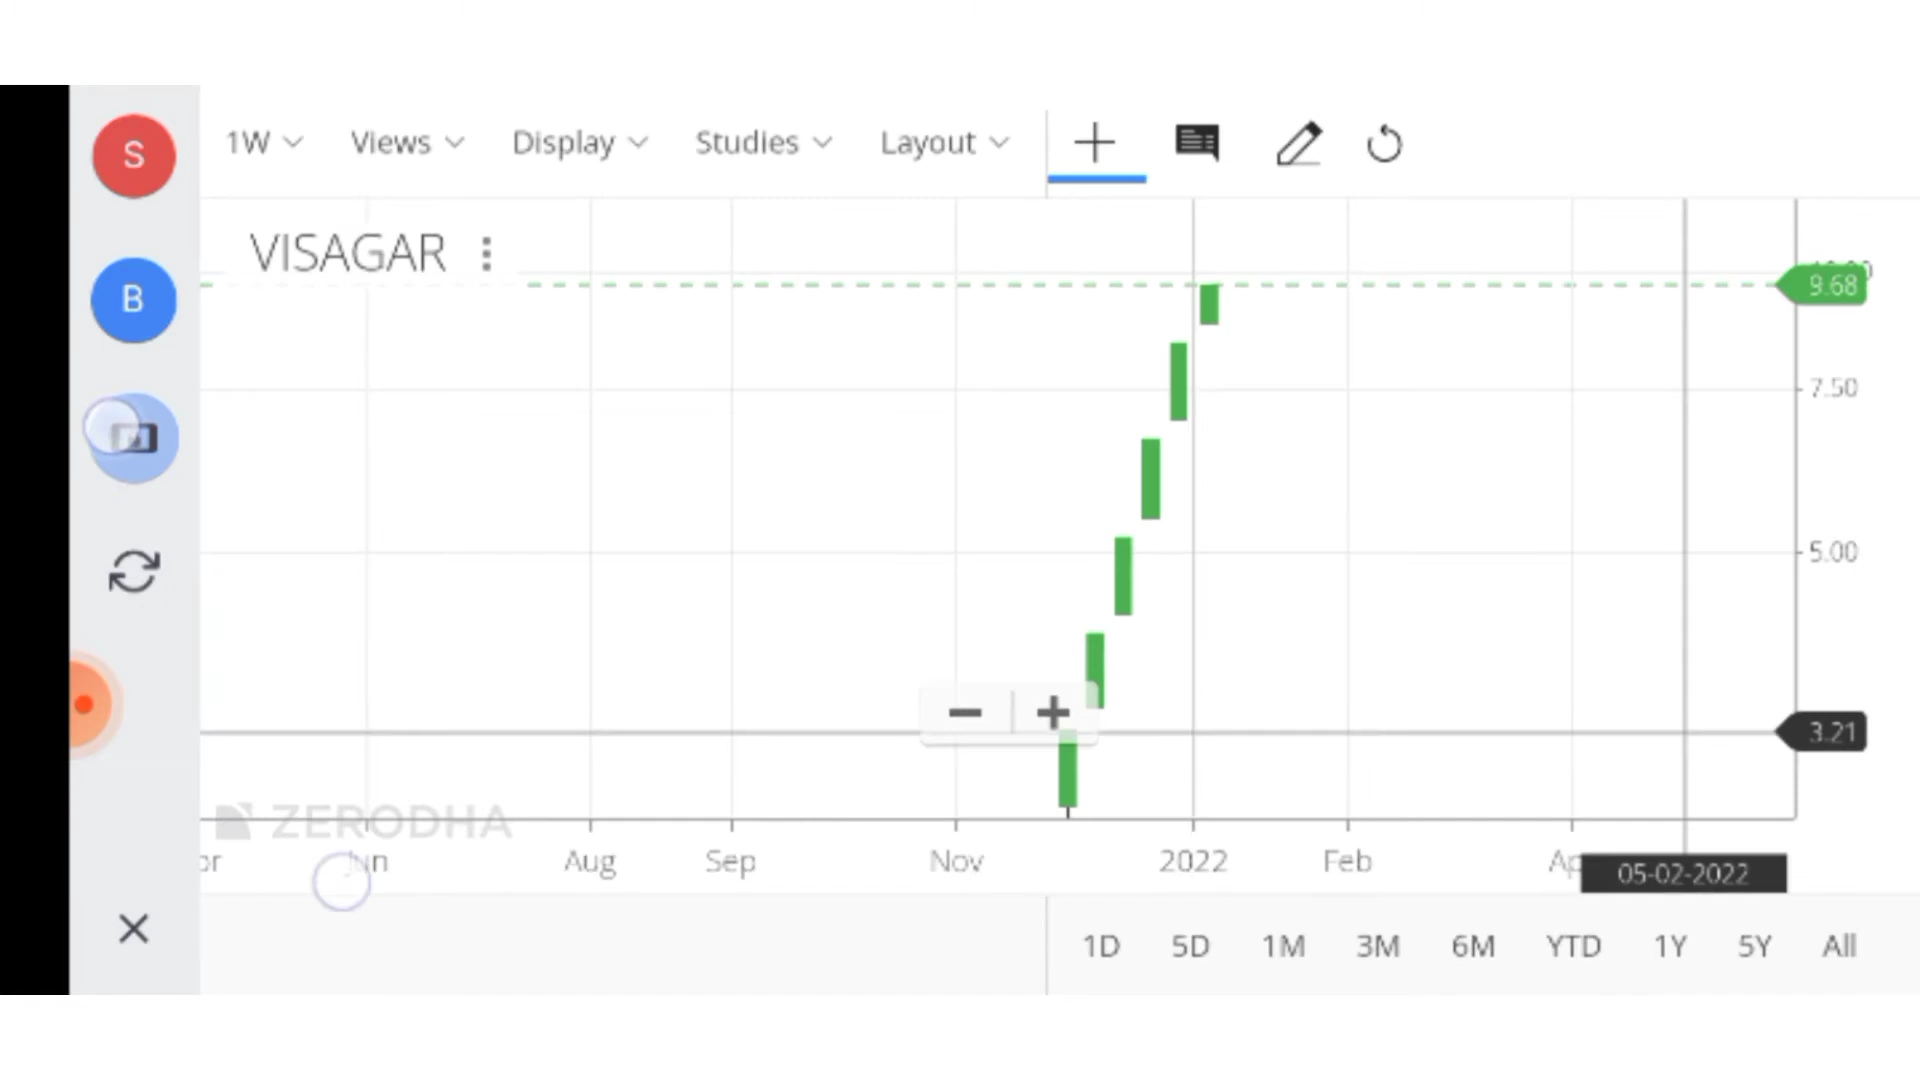 S
1W Views Display Studies Layout
VISAGAR
B
9.68
7.50
5.00
3.21
ZERODHA
Jun Aug Sep Nov 2022 Feb
05-02-2022
1D 5D 1M 3M 6M YTD 1Y 5Y All